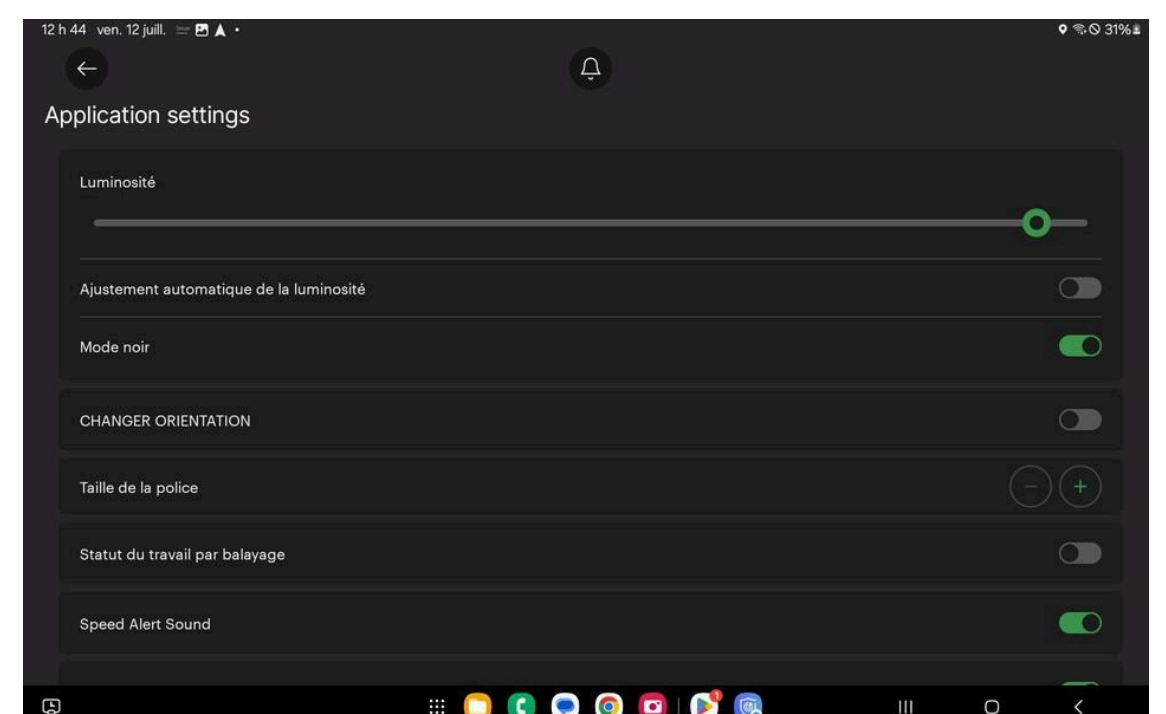 12 h 44 ven. 12 juill.
31%
Application settings
Luminosité
Ajustement automatique de la luminosité
Mode noir
CHANGER ORIENTATION
Taille de la police
Statut du travail par balayage
Speed Alert Sound
1